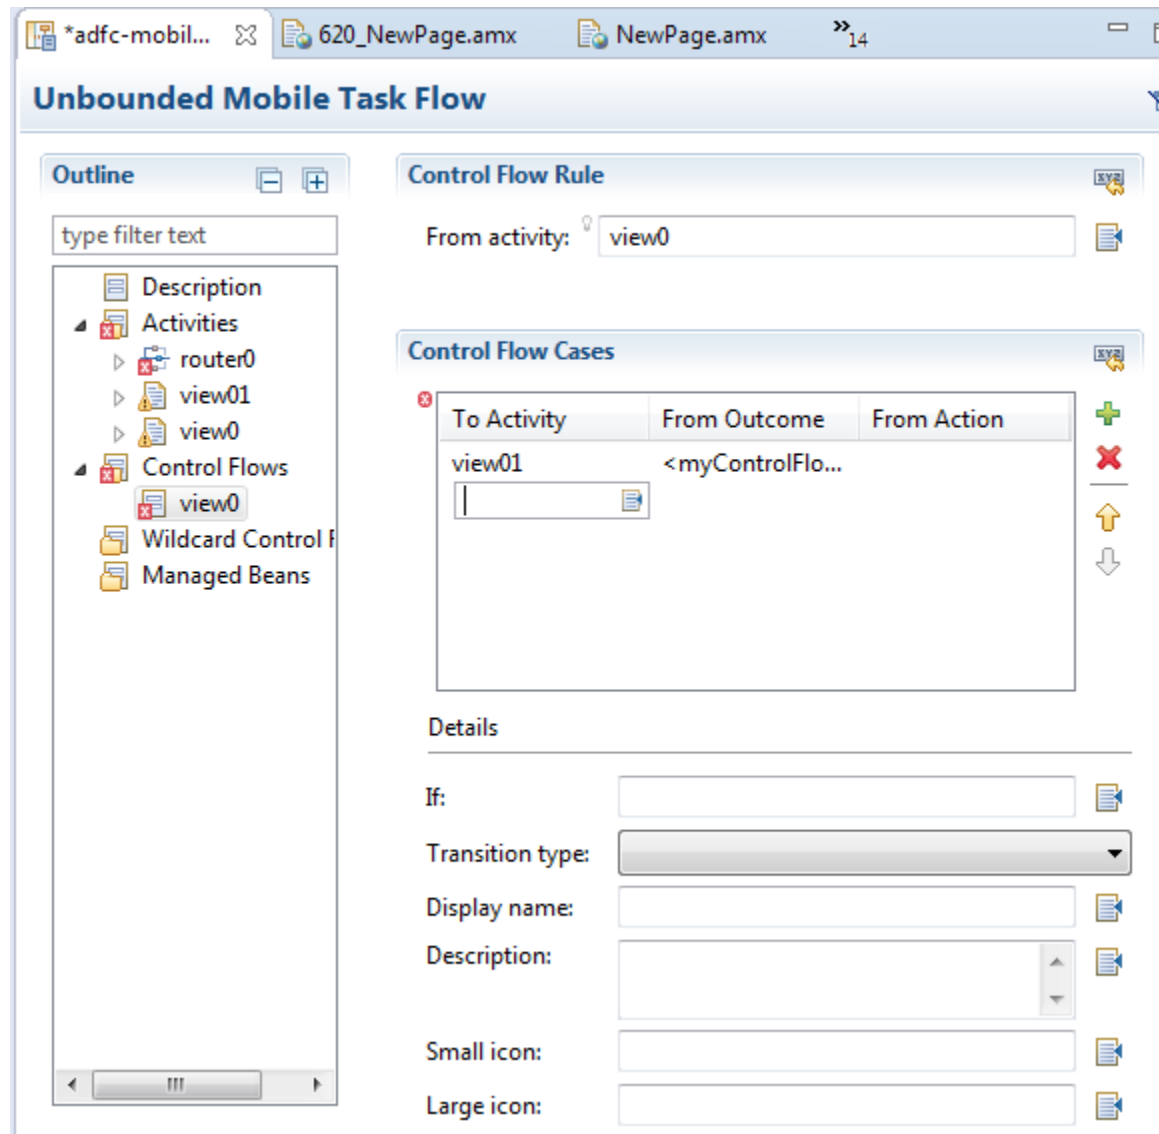 *adfc-mobil... 620_NewPage.amx NewPage.amx »14
Unbounded Mobile Task Flow
Outline
type filter text
Description
Activities
router0
view01
view0
Control Flows
view0
Wildcard Control F
Managed Beans
Control Flow Rule
From activity: view0
Control Flow Cases
To Activity From Outcome From Action
view01 <myControlFlo...
Details
If:
Transition type:
Display name:
Description:
Small icon:
Large icon: